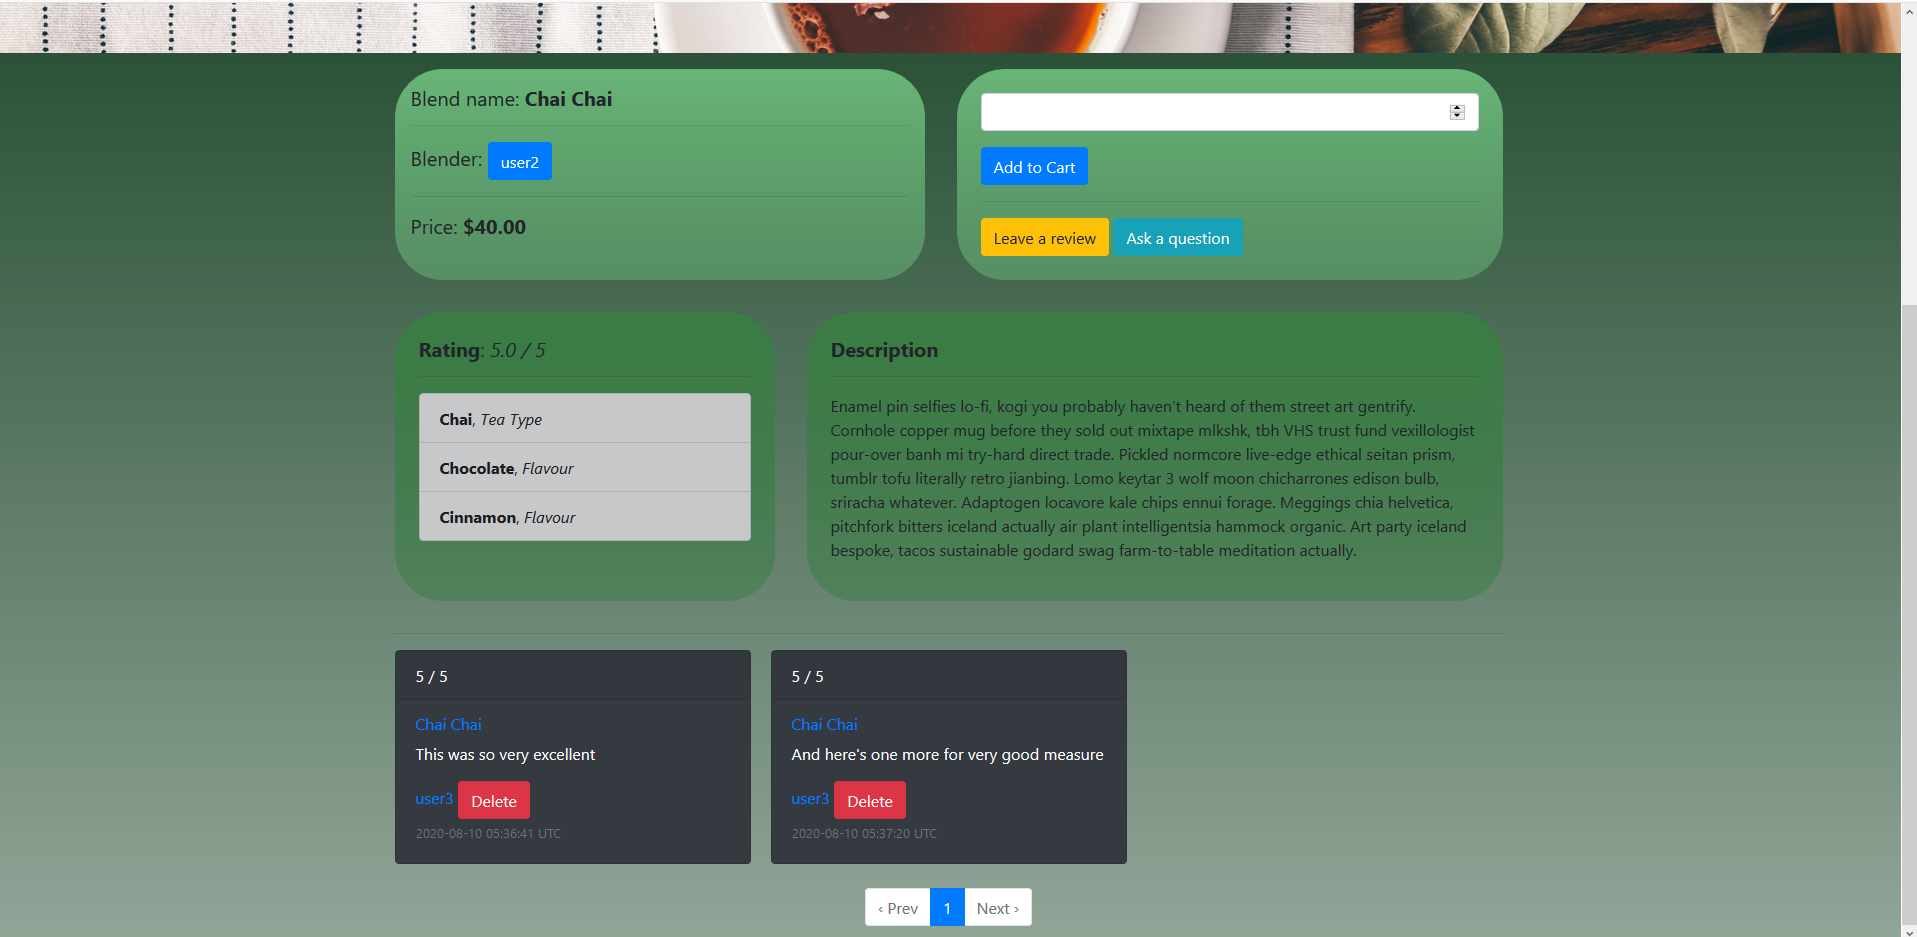 Blend name: Chai Chai
Blender: user2
Price: $40.00
Add to Cart
Leave a review Ask a question
Rating: 5.0 / 5
Chai, Tea Type
Chocolate, Flavour
Cinnamon, Flavour
Description
Enamel pin selfies lo-fi, kogi you probably haven't heard of them street art gentrify.
Cornhole copper mug before they sold out mixtape mlkshk, tbh VHS trust fund vexillologist
pour-over banh mi try-hard direct trade. Pickled normcore live-edge ethical seitan prism,
tumblr tofu literally retro jianbing. Lomo keytar 3 wolf moon chicharrones edison bulb,
sriracha whatever. Adaptogen locavore kale chips ennui forage. Meggings chia helvetica,
pitchfork bitters iceland actually air plant intelligentsia hammock organic. Art party iceland
bespoke, tacos sustainable godard swag farm-to-table meditation actually.
5 / 5
Chai Chai
This was so very excellent
user3 Delete
2020-08-10 05:36:41 UTC
5 / 5
Chai Chai
And here's one more for very good measure
user3 Delete
2020-08-10 05:37:20 UTC
‹ Prev 1 Next ›